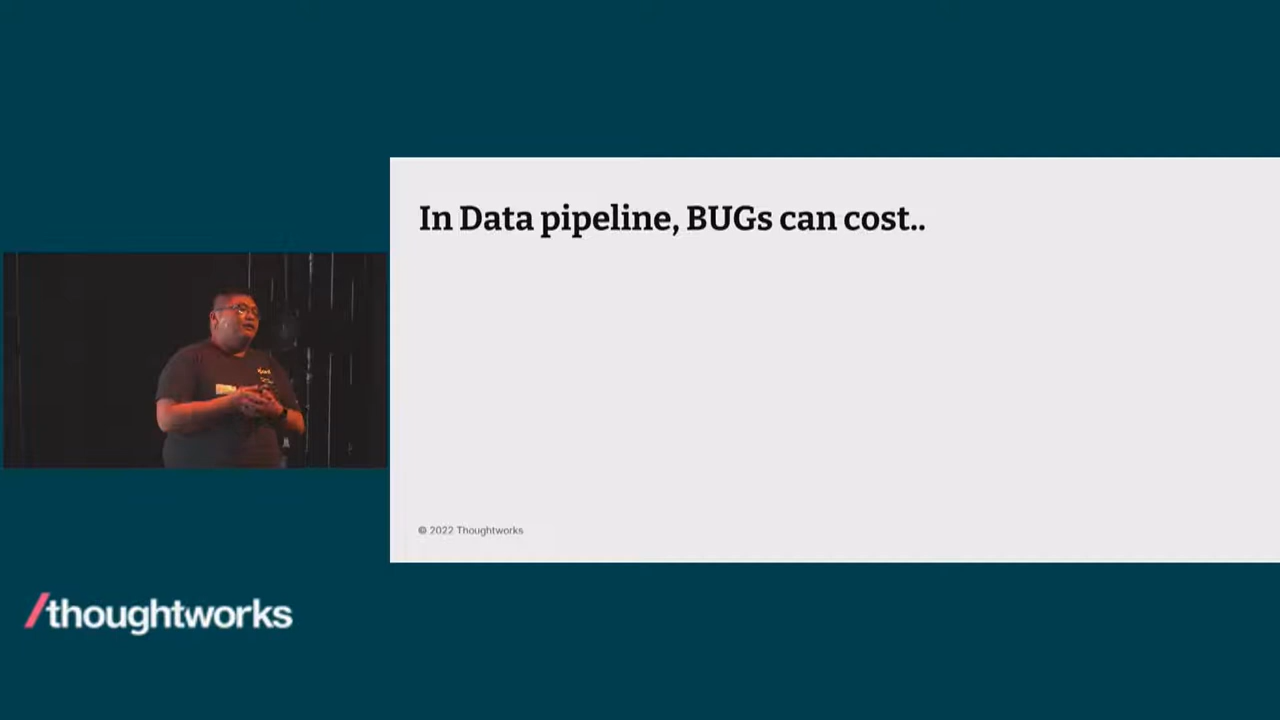 In Data pipeline, BUGs can cost..
© 2022 Thoughtworks
/thoughtworks